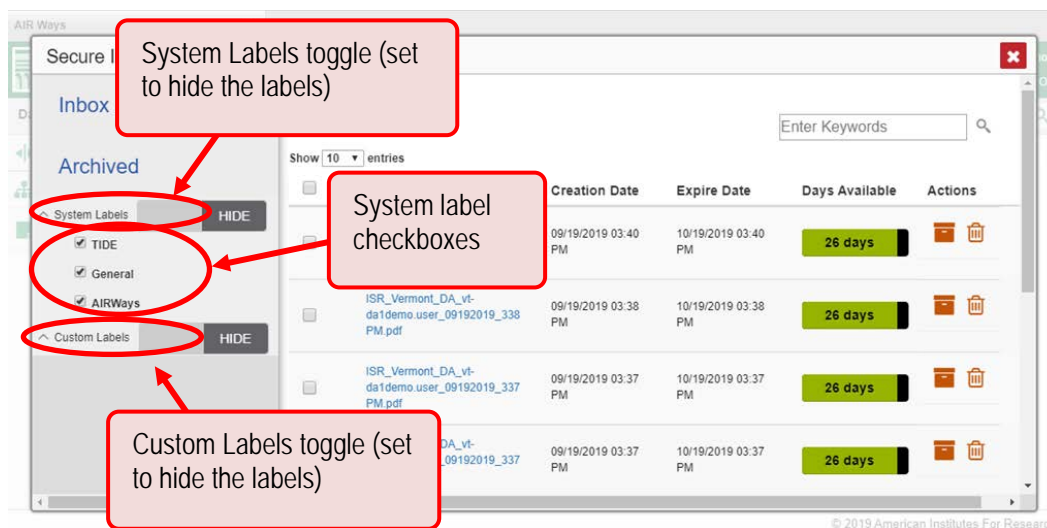 AIR Ways
Secure I
System Labels toggle (set
to hide the labels)
Inbox
Enter Keywords
Archived
Show 10 entries
Creation Date Expire Date Days Available Actions
System Labels HIDE
System label
checkboxes
TIDE
09/19/2019 03:40
PM
10/19/2019 03:40
PM
26 days
General
AIRWays
ISR_Vermont_DA_vt-
da1demo.user_09192019_338
PM.pdf
09/19/2019 03:38
PM
10/19/2019 03:38
PM
26 days
Custom Labels HIDE
ISR_Vermont_DA_vt-
da1demo.user_09192019_337
PM.pdf
09/19/2019 03:37
PM
10/19/2019 03:37
PM
26 days
Custom Labels toggle (set
to hide the labels)
DA_vt-
_09192019_337
09/19/2019 03:37
PM
10/19/2019 03:37
PM
26 days
© 2019 American Institutes For Resear